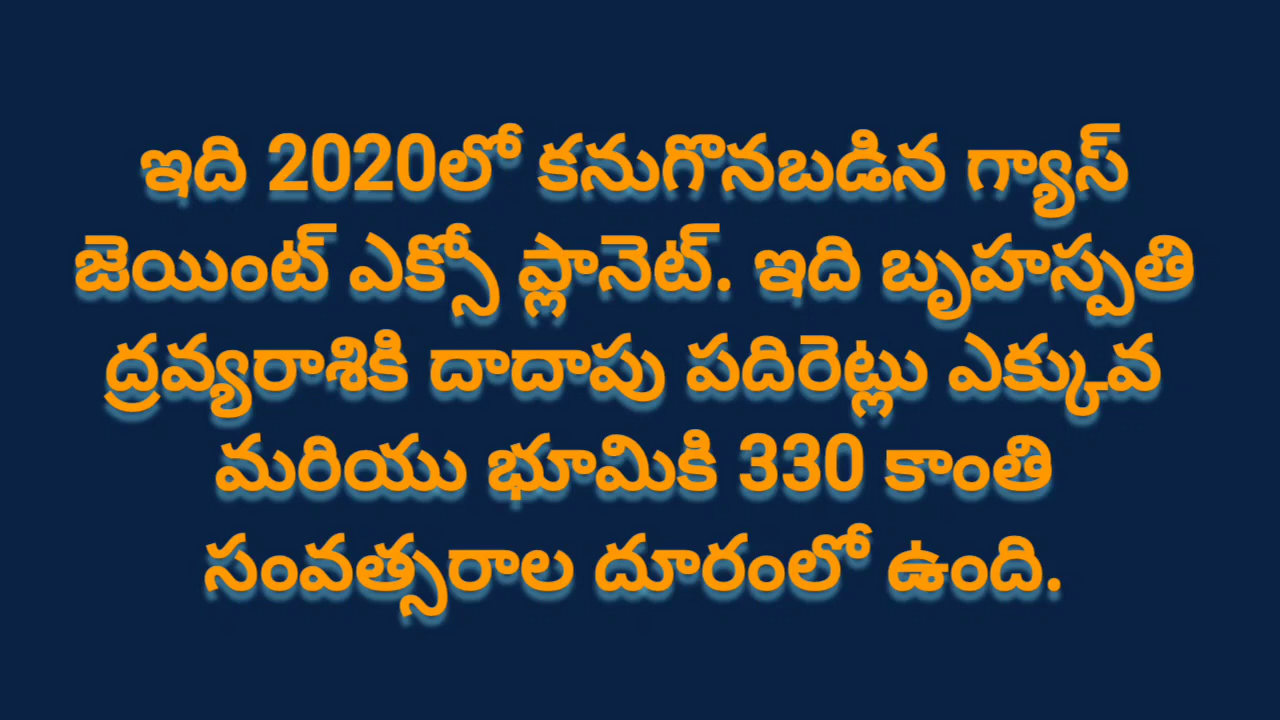 ఇది 2020లో కనుగొనబడిన గ్యాస్
జెయింట్ ఎక్సో ప్లానెట్. ఇది బృహస్పతి
ద్రవ్యరాశికి దాదాపు పదిరెట్లు ఎక్కువ
మరియు భూమికి 330 కాంతి
సంవత్సరాల దూరంలో ఉంది.